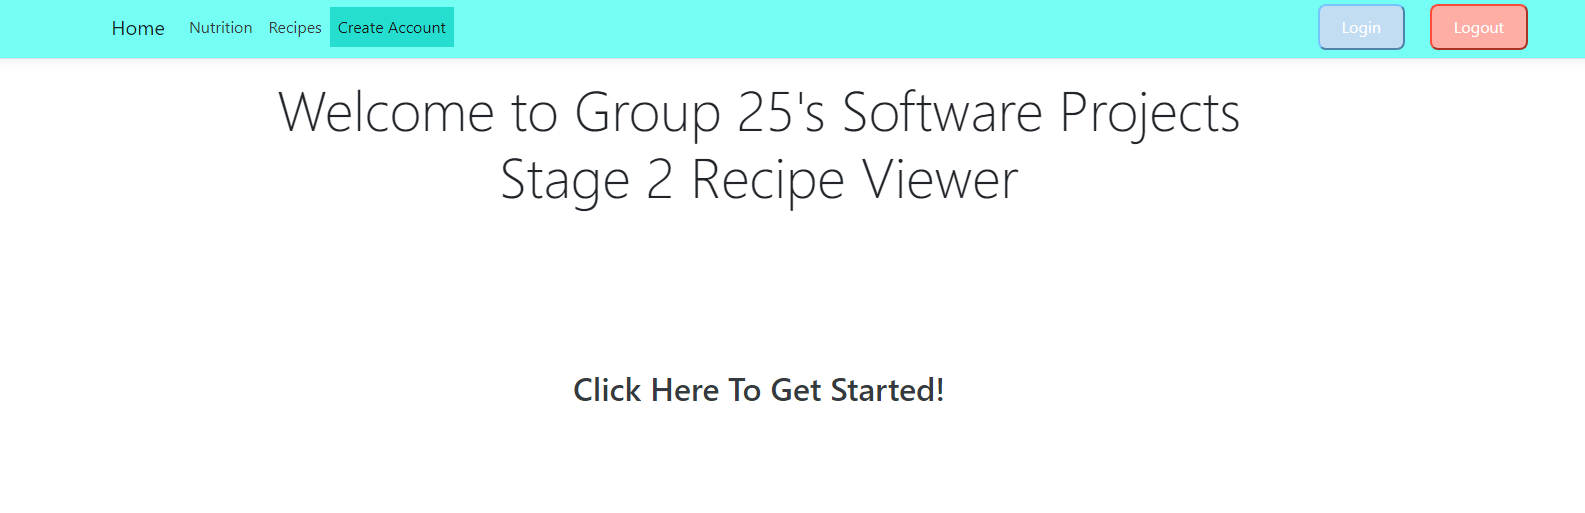 Home Nutrition Recipes Create Account Login Logout
Welcome to Group 25's Software Projects
Stage 2 Recipe Viewer
Click Here To Get Started!